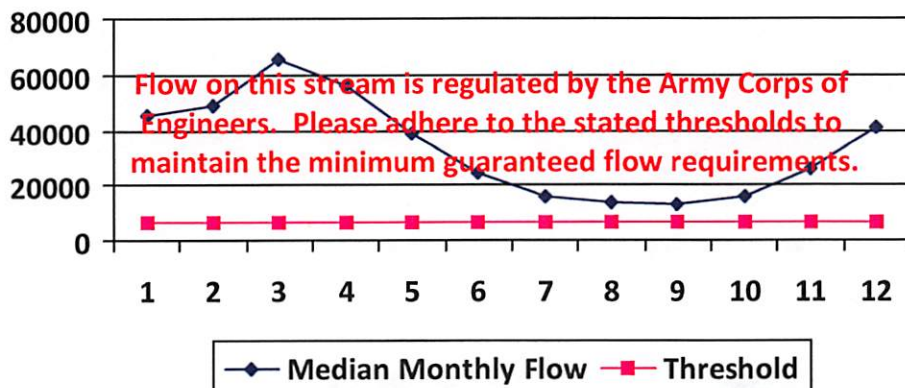 80000
60000
40000
20000
0
Flow on this stream is regulated by the Army Corps of
Engineers. Please adhere to the stated thresholds to
maintain the minimum guaranteed flow requirements.
1 2 3 4 5 6 7 8 9 10 11 12
Median Monthly Flow Threshold